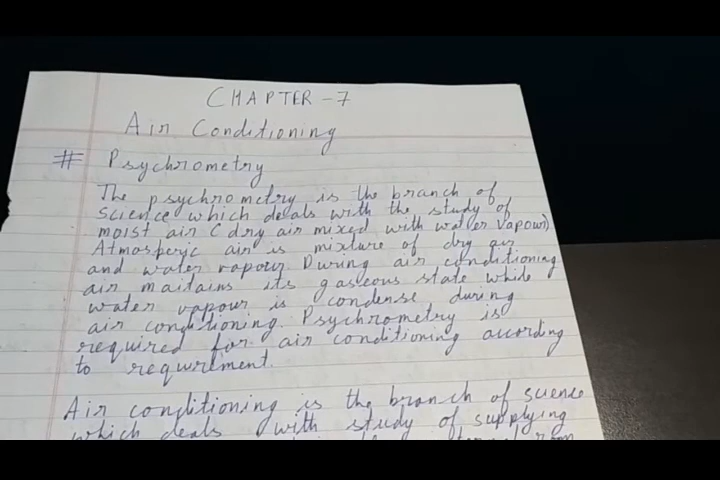 CHAPTER - 7
Air Conditioning
# Psychrometry
The psychrometry is the branch of
science which deals with the study of
moist air (dry air mixed with water vapour)
Atmosperic air is mixture of dry air
and water vapour During air conditioning
air maitains its gaseous state while
water vapour is condense during
air conditioning. Psychrometry is
required for air conditioning according
to requirement.
Air conditioning is the branch of science
which deals with study of supplying
room